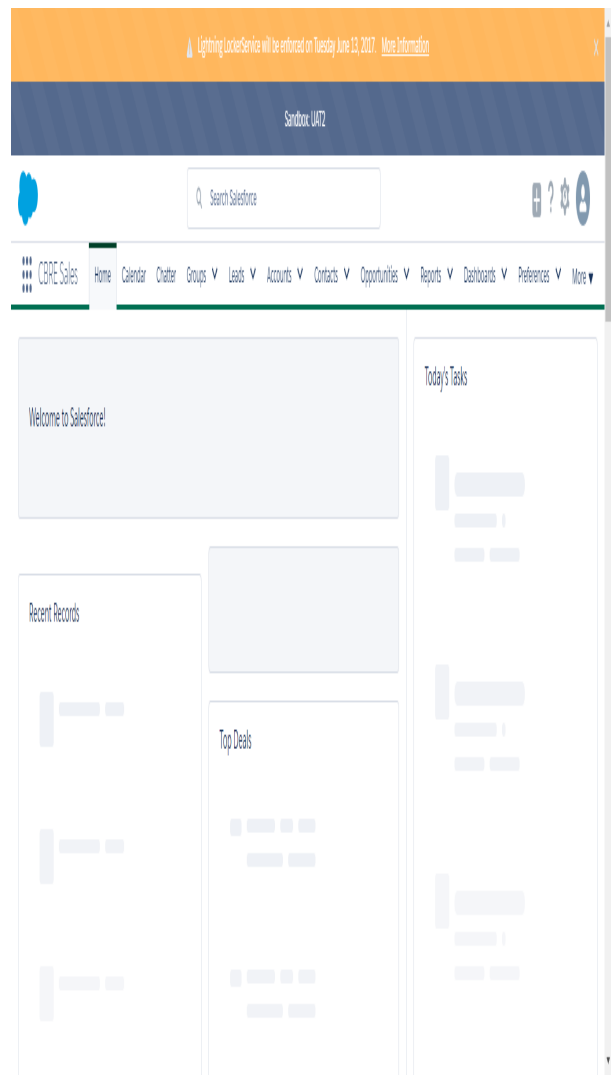 Lightning LockerService will be enforced on Tuesday June 13, 2017. More Information X
Sandbox: UAT2
Search Salesforce
CBRE Sales Home Calendar Chatter Groups Leads Accounts Contacts Opportunities Reports Dashboards Preferences More
Welcome to Salesforce!
Today's Tasks
Recent Records
Top Deals